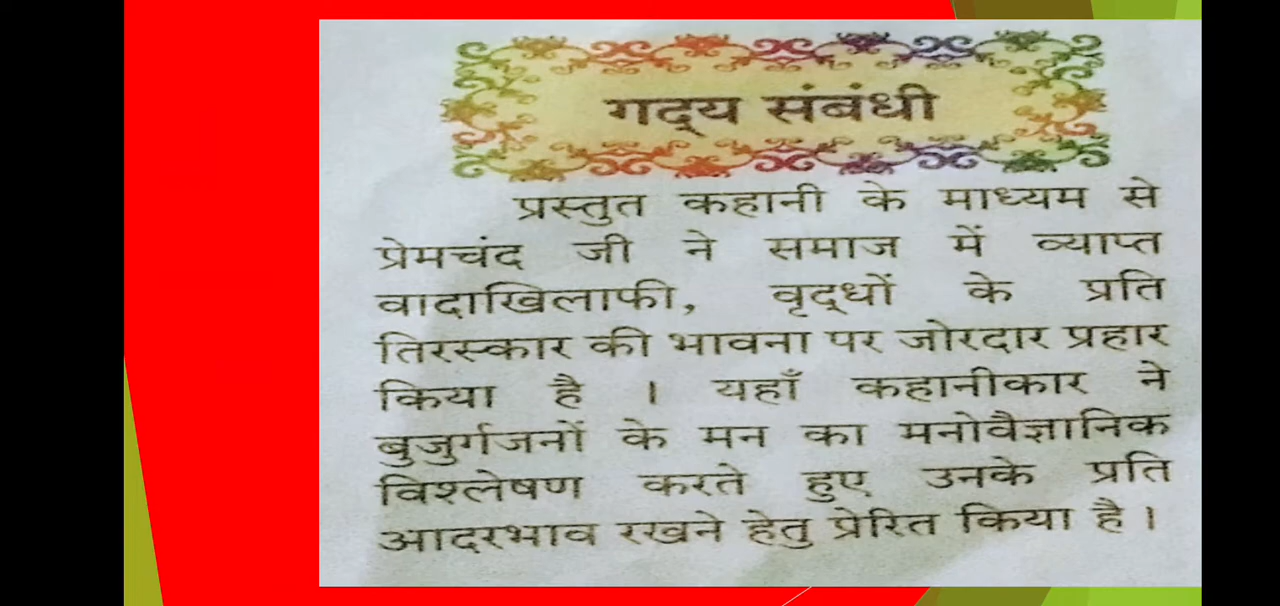 गद्य संबंधी
प्रस्तुत कहानी के माध्यम से
प्रेमचंद जी ने समाज में व्याप्त
वादाखिलाफी, वृद्धों के प्रति
तिरस्कार की भावना पर जोरदार प्रहार
किया है । यहाँ कहानीकार ने
बुजुर्गजनों के मन का मनोवैज्ञानिक
विश्लेषण करते हुए उनके प्रति
आदरभाव रखने हेतु प्रेरित किया है ।